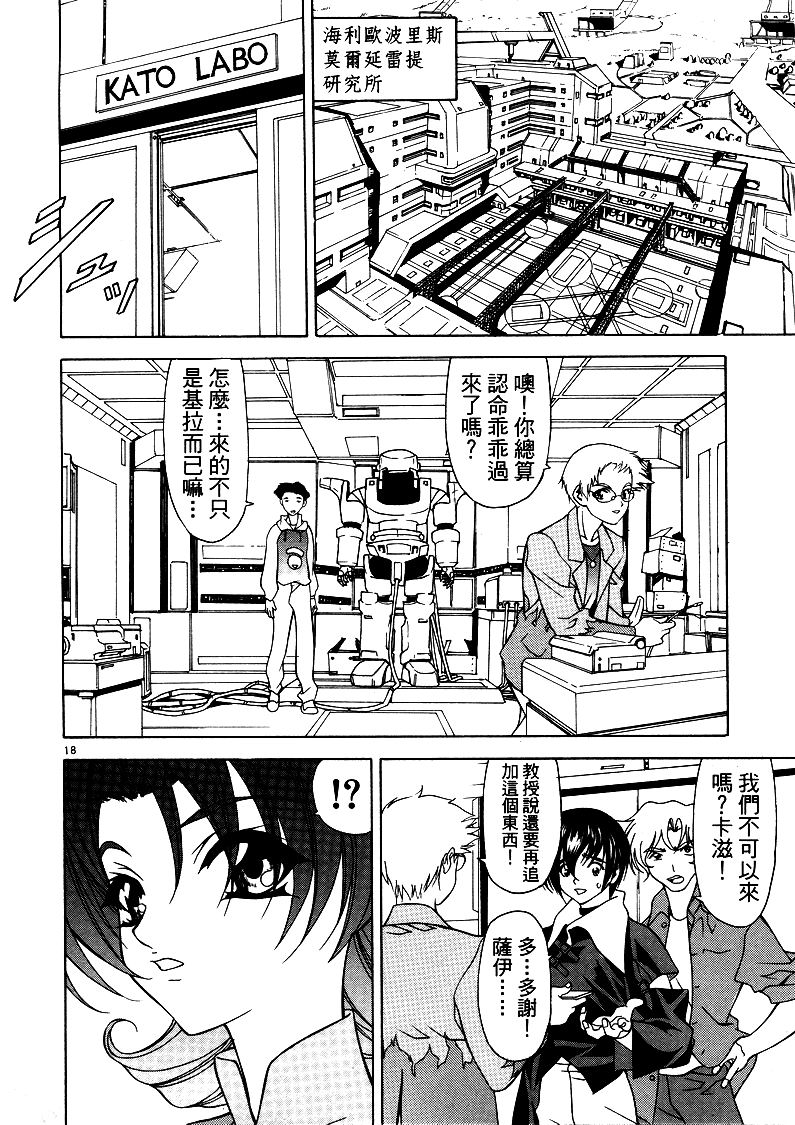 海利歐波里斯
莫爾延雷提
研究所
KATO LABO
シュッ
噢！你總算
認命乖乖過
來了嗎？
怎麼…來的不只
是基拉而已嘛…
18
我們不可以來
嗎？卡滋！
教授說還要再追
加這個東西！
多…多謝！
薩伊……
!?